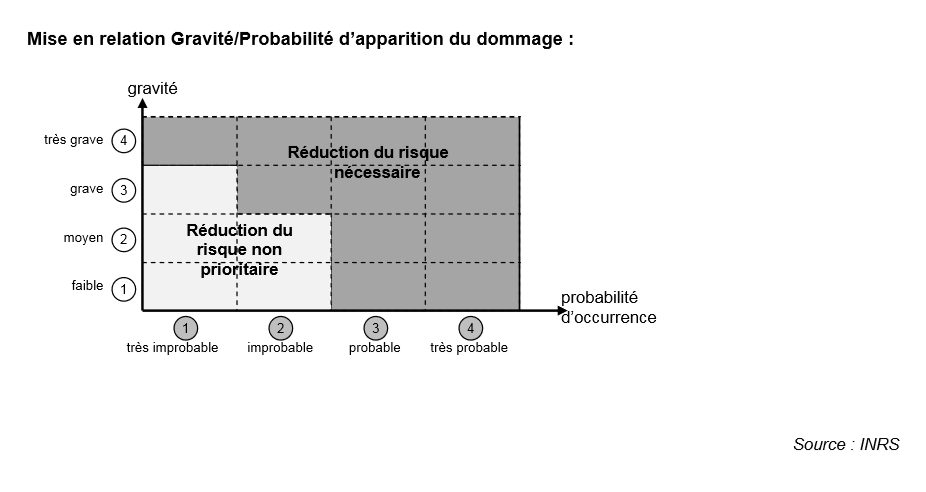 Mise en relation Gravité/Probabilité d’apparition du dommage :
gravité
très grave 4
Réduction du risque
nécessaire
grave 3
moyen 2
Réduction du
risque non
prioritaire
faible 1
probabilité
d’occurrence
1 2 3 4
très improbable improbable probable très probable
Source : INRS